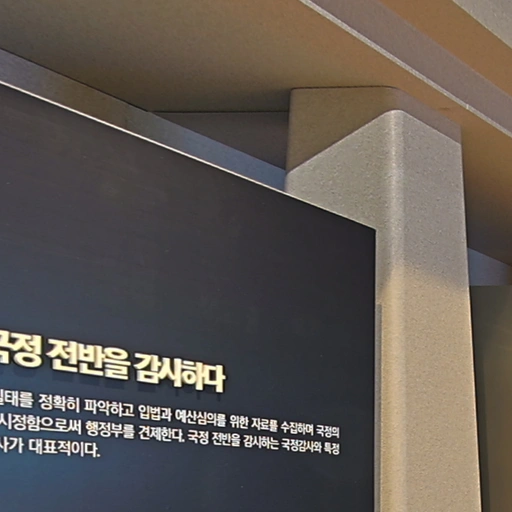 국정 전반을 감시하다
실태를 정확히 파악하고 입법과 예산심의를 위한 자료를 수집하며 국정의
시정함으로써 행정부를 견제한다. 국정 전반을 감시하는 국정감사와 특정
사가 대표적이다.